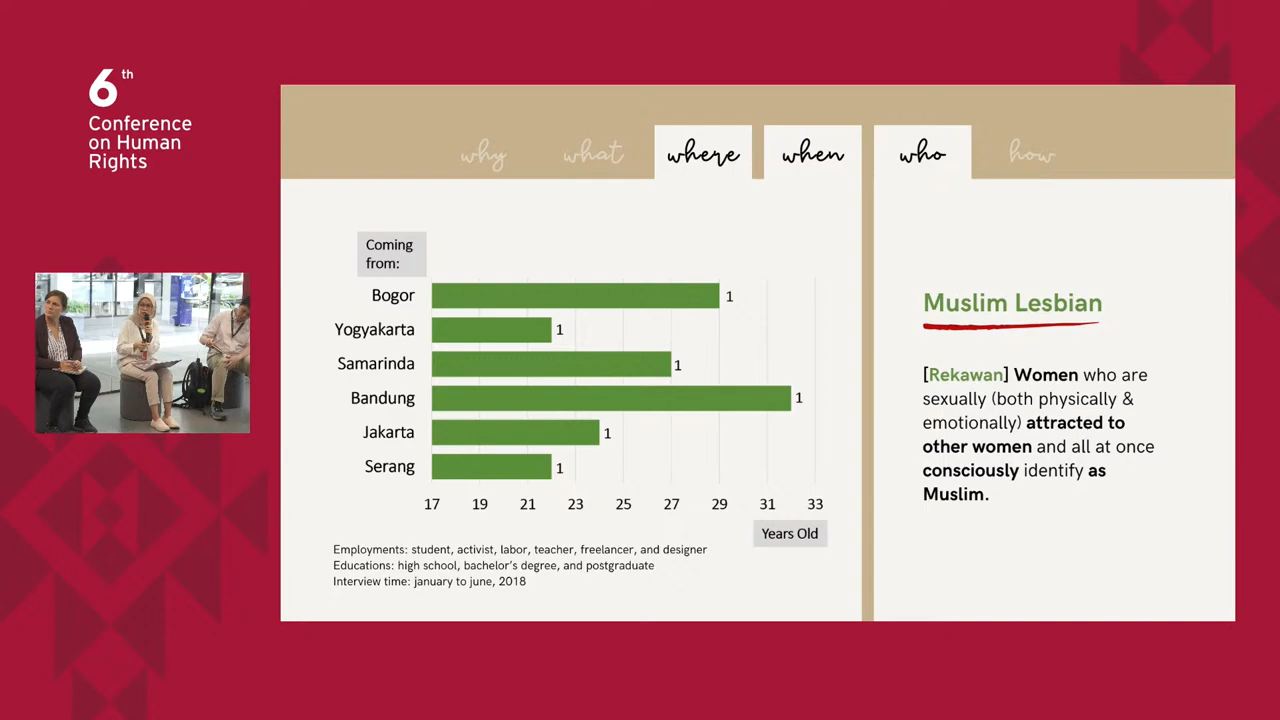 6th
Conference
on Human
Rights
why
what
where
when
who
how
Coming
from:
Bogor
1
Yogyakarta
1
Samarinda
1
Bandung
1
Jakarta
1
Serang
1
17 19 21 23 25 27 29 31 33
Years Old
Employments: student, activist, labor, teacher, freelancer, and designer
Educations: high school, bachelor's degree, and postgraduate
Interview time: january to june, 2018
Muslim Lesbian
[Rekawan] Women who are
sexually (both physically &
emotionally) attracted to
other women and all at once
consciously identify as
Muslim.